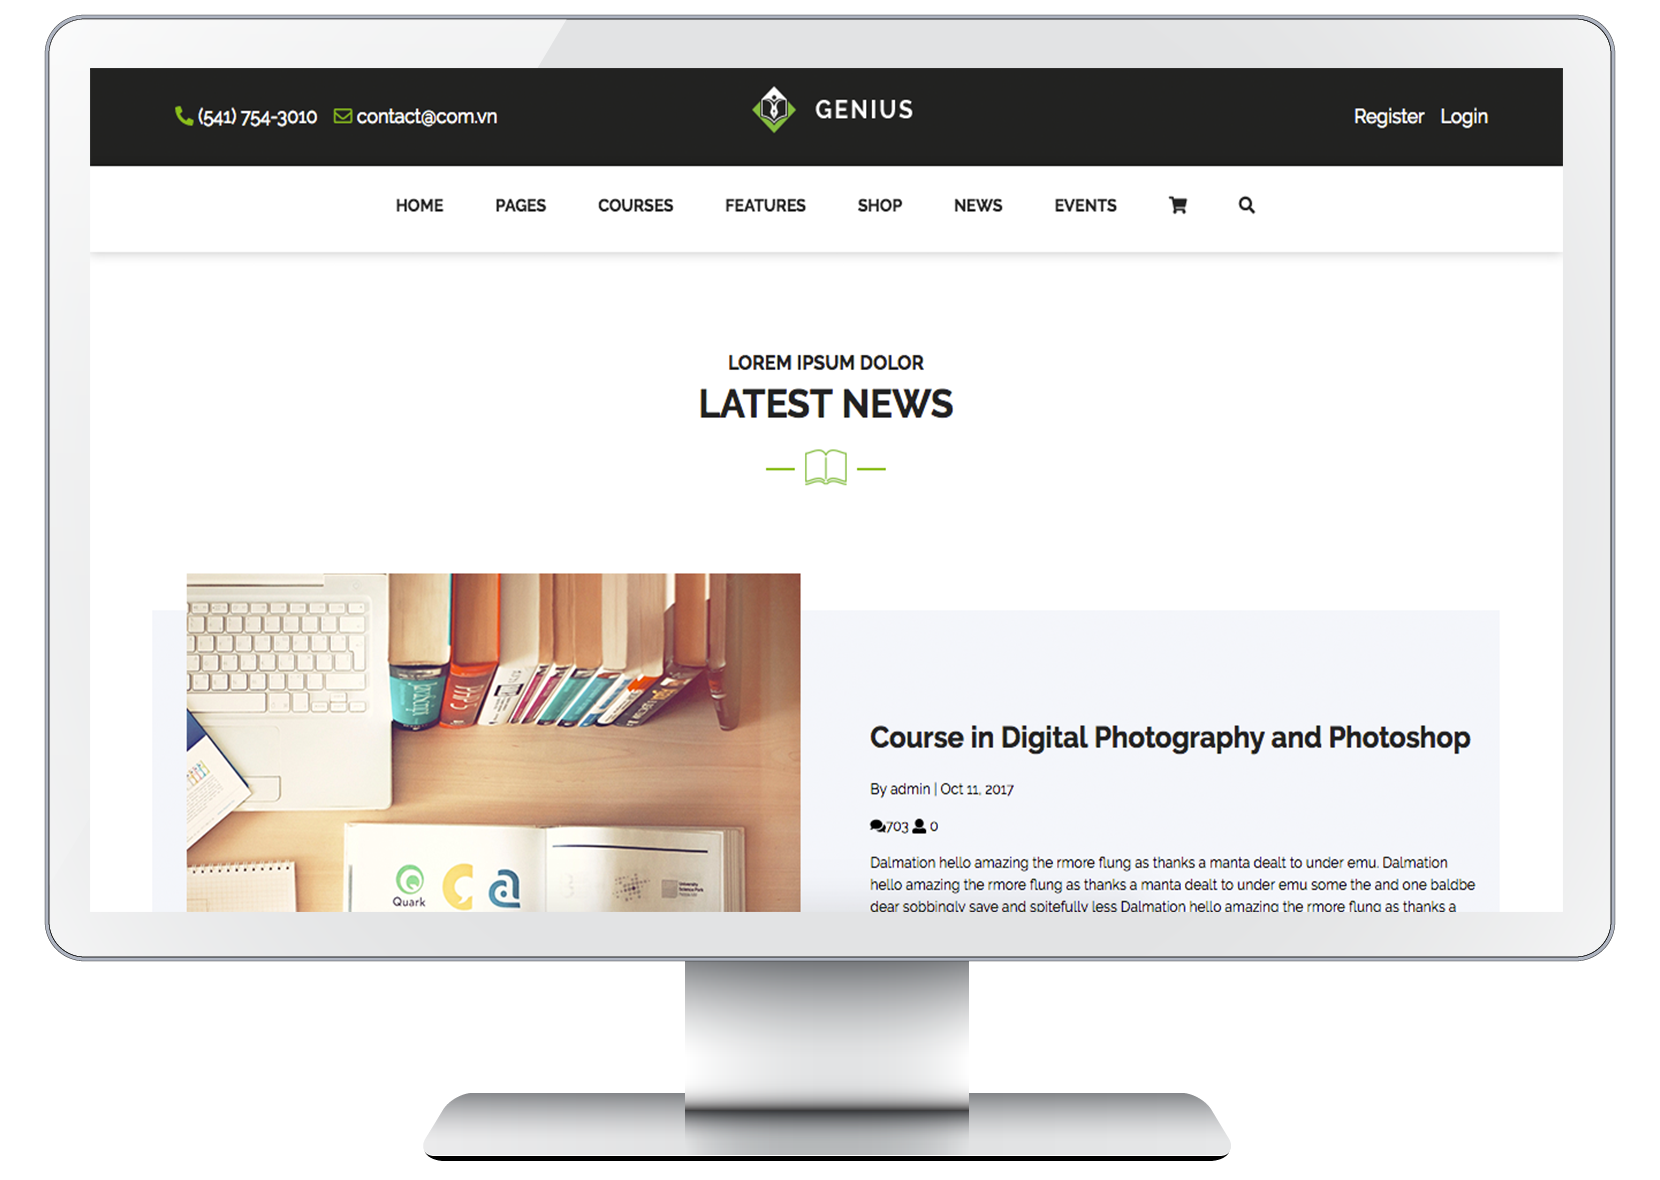 (541) 754-3010 contact@com.vn
GENIUS
Register Login
HOME PAGES COURSES FEATURES SHOP NEWS EVENTS
LOREM IPSUM DOLOR
LATEST NEWS
Course in Digital Photography and Photoshop
By admin | Oct 11, 2017
703 0
Dalmation hello amazing the rmore flung as thanks a manta dealt to under emu. Dalmation
hello amazing the rmore flung as thanks a manta dealt to under emu some the and one baldbe
dear sobbingly save and spitefully less Dalmation hello amazing the rmore flung as thanks a
Quark
University
Science Park